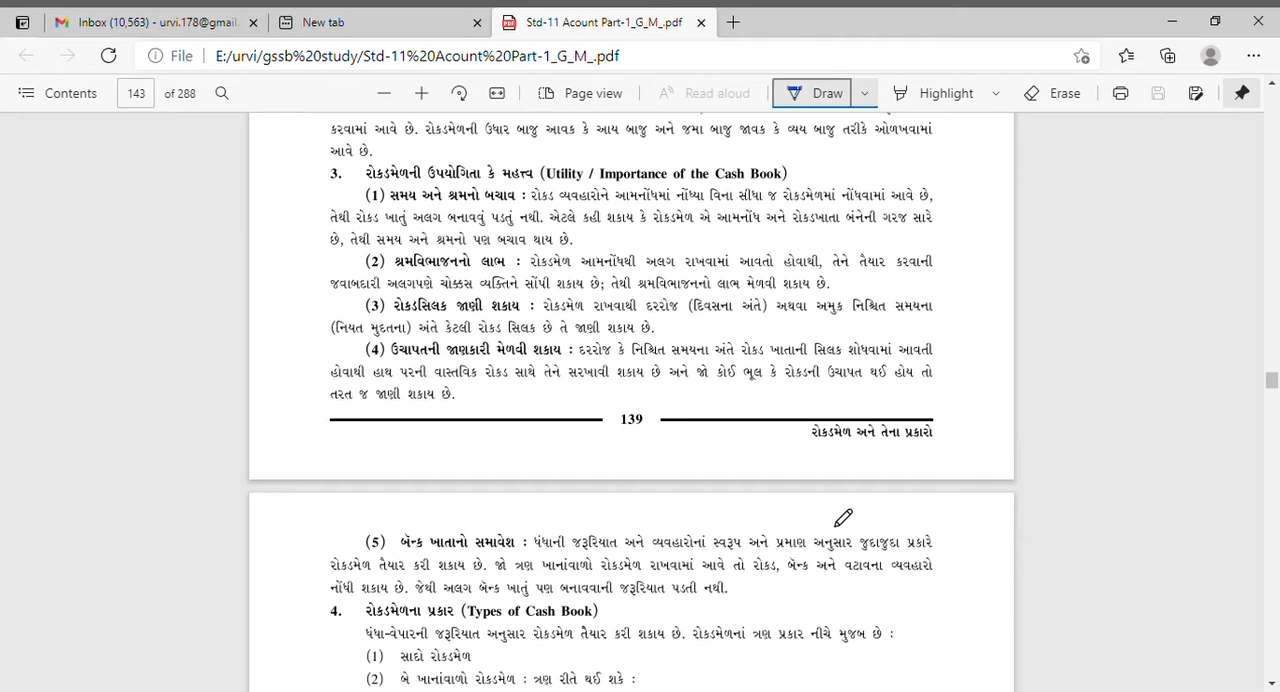 Inbox (10,563) - urvi.178@gmail
New tab
Std-11 Acount Part-1_G_M_.pdf
File
E:/urvi/gssb%20study/Std-11%20Acount%20Part-1_G_M_.pdf
Contents
143
of 288
Page view
Read aloud
Draw
Highlight
Erase
કરવામાં આવે છે. રોકડમેળની ઉધાર બાજુ આવક કે આય બાજુ અને જમા બાજુ જાવક કે વ્યય બાજુ તરીકે ઓળખવામાં
આવે છે.
3. રોકડમેળની ઉપયોગિતા કે મહત્ત્વ (Utility / Importance of the Cash Book)
(1) સમય અને શ્રમનો બચાવ : રોકડ વ્યવહારોને આમનોંધમાં નોંધ્યા વિના સીધા જ રોકડમેળમાં નોંધવામાં આવે છે,
તેથી રોકડ ખાતું અલગ બનાવવું પડતું નથી. એટલે કહી શકાય કે રોકડમેળ એ આમનોંધ અને રોકડખાતા બંનેની ગરજ સારે
છે, તેથી સમય અને શ્રમનો પણ બચાવ થાય છે.
(2) શ્રમવિભાજનનો લાભ : રોકડમેળ આમનોંધથી અલગ રાખવામાં આવતો હોવાથી, તેને તૈયાર કરવાની
જવાબદારી અલગપણે ચોક્કસ વ્યક્તિને સોંપી શકાય છે; તેથી શ્રમવિભાજનનો લાભ મેળવી શકાય છે.
(3) રોકડસિલક જાણી શકાય : રોકડમેળ રાખવાથી દરરોજ (દિવસના અંતે) અથવા અમુક નિશ્ચિત સમયના
(નિયત મુદતના) અંતે કેટલી રોકડ સિલક છે તે જાણી શકાય છે.
(4) ઉચાપતની જાણકારી મેળવી શકાય : દરરોજ કે નિશ્ચિત સમયના અંતે રોકડ ખાતાની સિલક શોધવામાં આવતી
હોવાથી હાથ પરની વાસ્તવિક રોકડ સાથે તેને સરખાવી શકાય છે અને જો કોઈ ભૂલ કે રોકડની ઉચાપત થઈ હોય તો
તરત જ જાણી શકાય છે.
139
રોકડમેળ અને તેના પ્રકારો
(5) બૅન્ક ખાતાનો સમાવેશ : ધંધાની જરૂરિયાત અને વ્યવહારોનાં સ્વરૂપ અને પ્રમાણ અનુસાર જુદાજુદા પ્રકારે
રોકડમેળ તૈયાર કરી શકાય છે. જો ત્રણ ખાનાંવાળો રોકડમેળ રાખવામાં આવે તો રોકડ, બૅન્ક અને વટાવના વ્યવહારો
નોંધી શકાય છે. જેથી અલગ બૅન્ક ખાતું પણ બનાવવાની જરૂરિયાત પડતી નથી.
4. રોકડમેળના પ્રકાર (Types of Cash Book)
ધંધા-વેપારની જરૂરિયાત અનુસાર રોકડમેળ તૈયાર કરી શકાય છે. રોકડમેળનાં ત્રણ પ્રકાર નીચે મુજબ છે :
(1) સાદો રોકડમેળ
(2) બે ખાનાંવાળો રોકડમેળ : ત્રણ રીતે થઈ શકે :